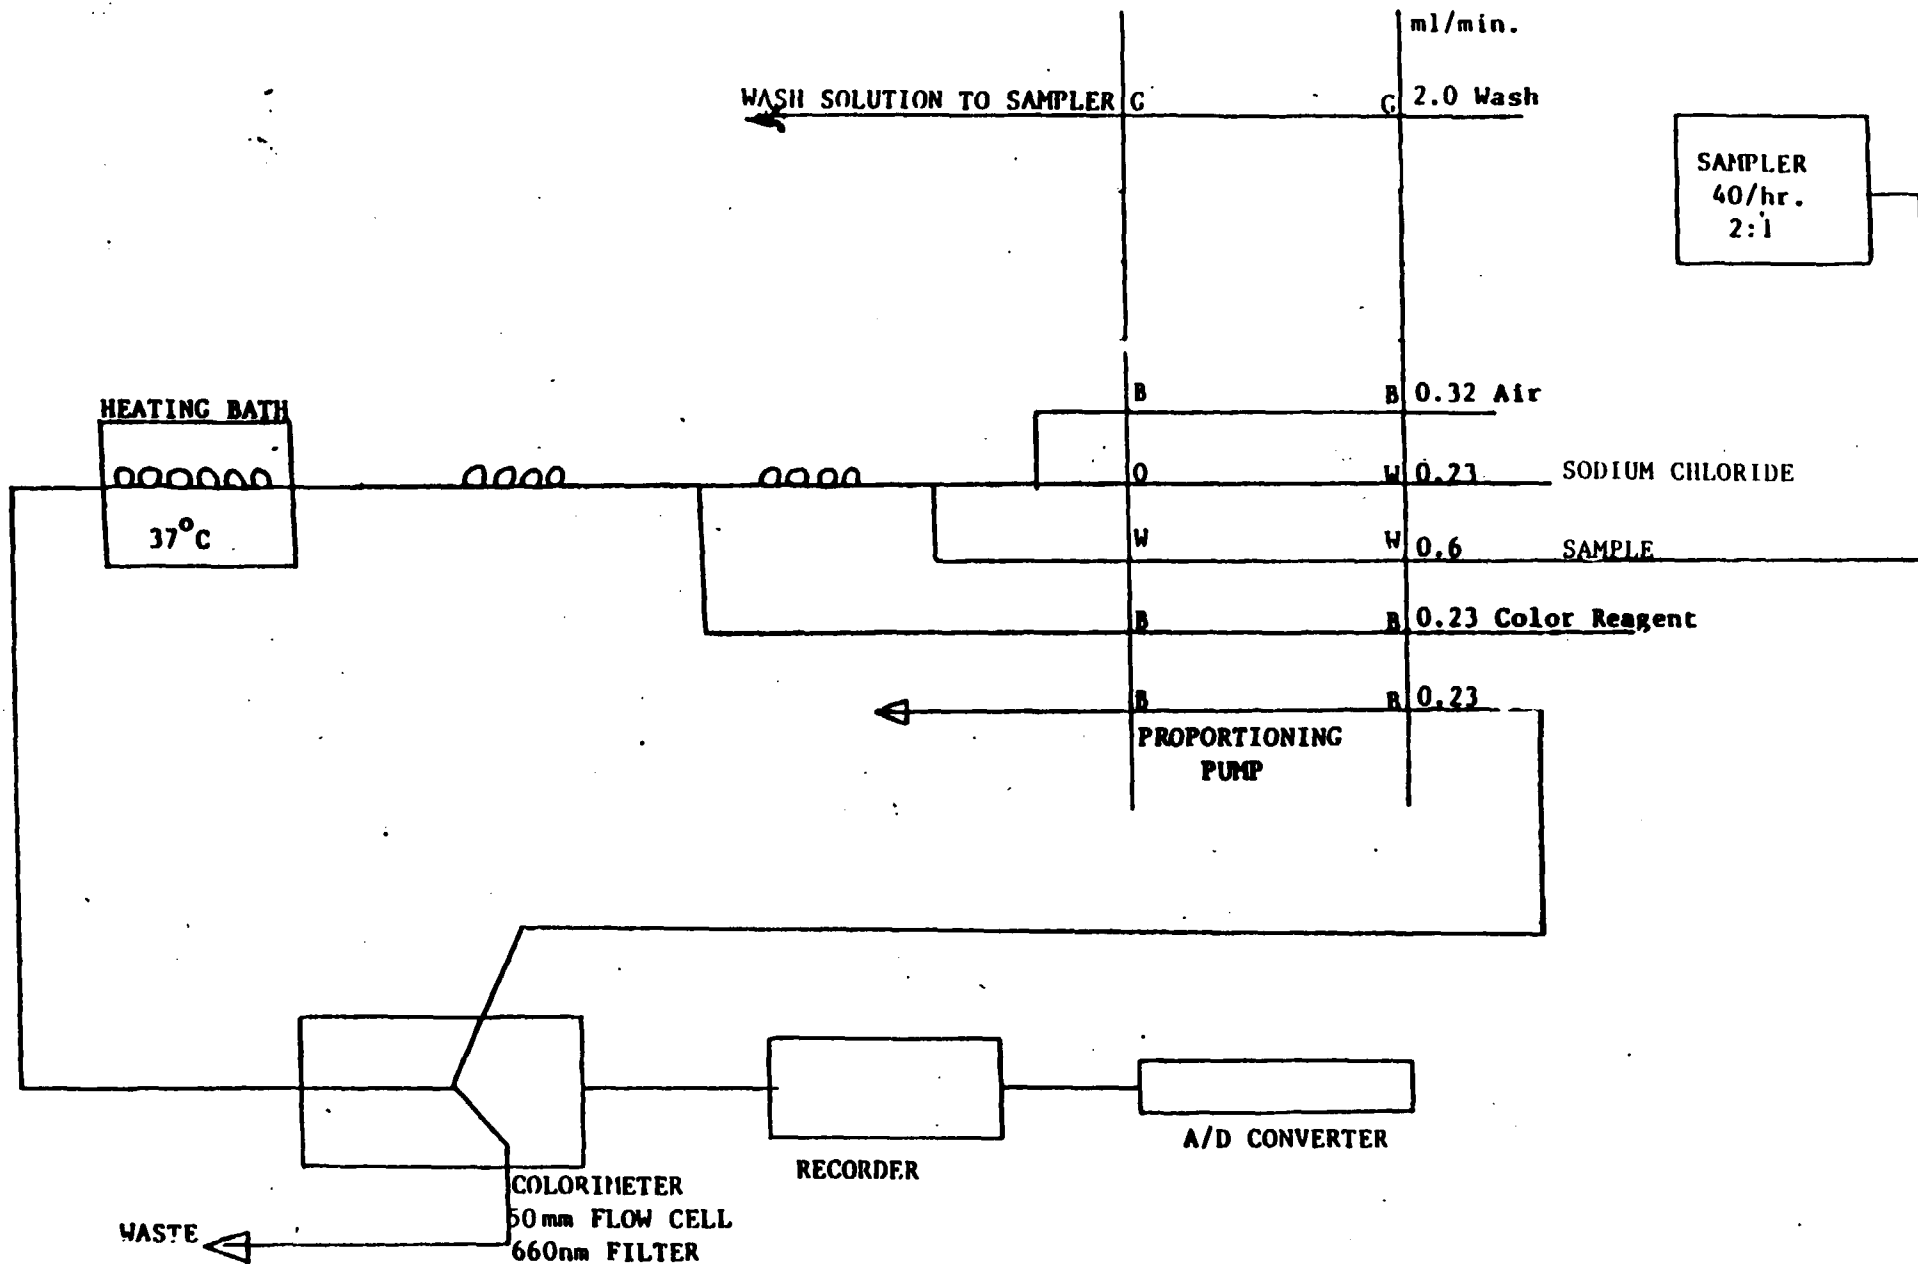 ml/min.
WASH SOLUTION TO SAMPLER G G 2.0 Wash
SAMPLER
40/hr.
2:1
B B 0.32 Air
HEATING BATH
O W 0.23 SODIUM CHLORIDE
37°C
W W 0.6 SAMPLE
B B 0.23 Color Reagent
B B 0.23
PROPORTIONING
PUMP
A/D CONVERTER
RECORDER
COLORIMETER
50mm FLOW CELL
660nm FILTER
WASTE